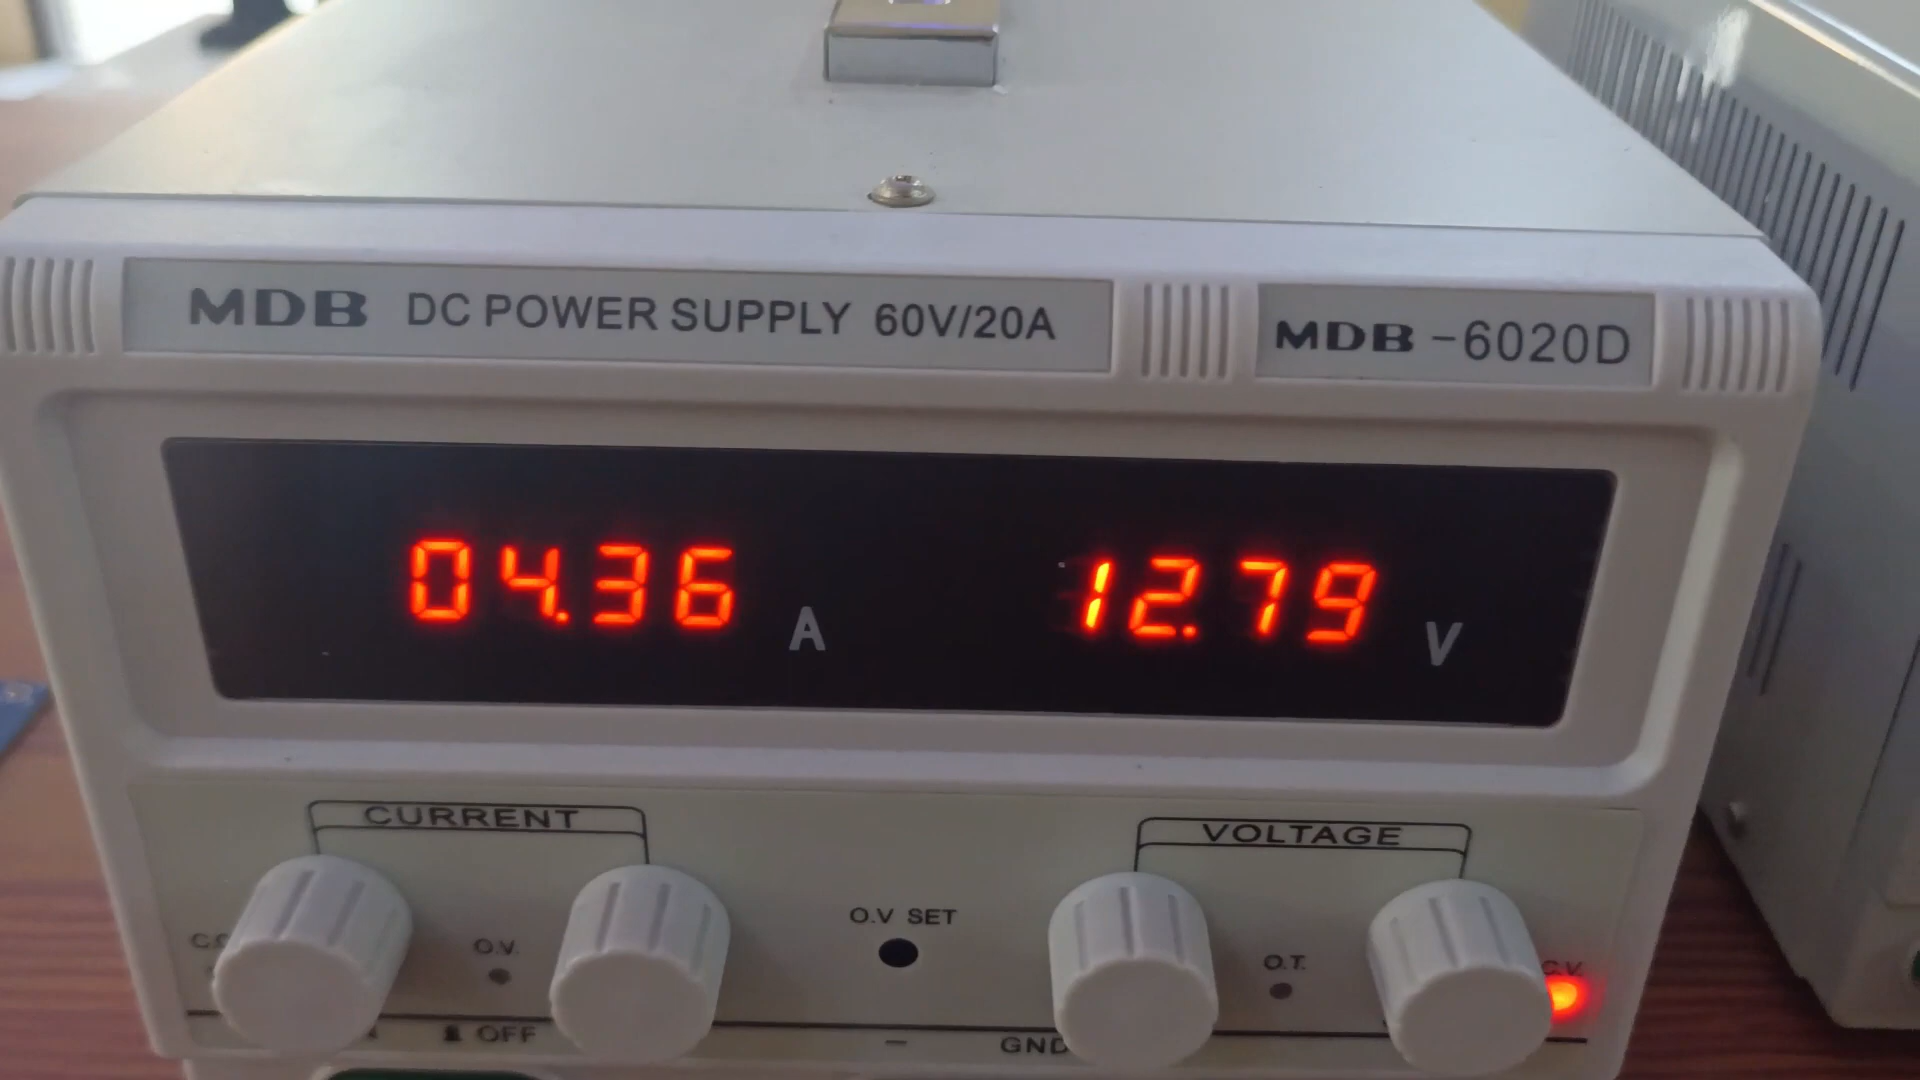 MDB DC POWER SUPPLY 60V/20A
MDB-6020D
04.36 A
12.79 V
CURRENT
VOLTAGE
O.V SET
O.V.
O.T.
C.V.
OFF
−
GND